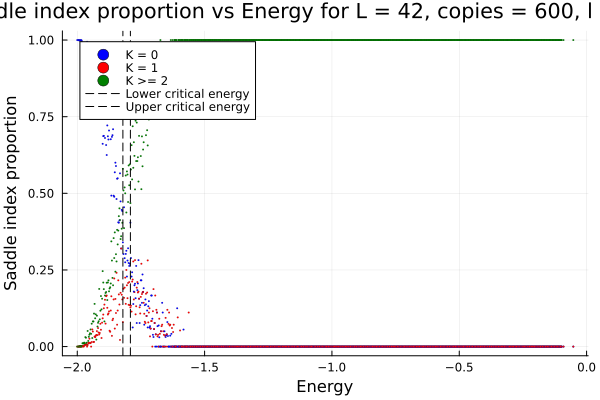 dle index proportion vs Energy for L = 42, copies = 600, l
1.00
0.75
0.50
0.25
0.00
Saddle index proportion
K = 0
K = 1
K >= 2
Lower critical energy
Upper critical energy
−2.0
−1.5
−1.0
−0.5
0.0
Energy